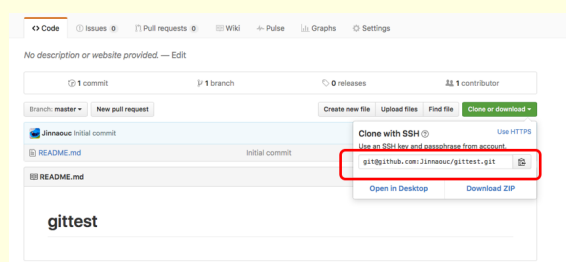 Code Issues 0 Pull requests 0 Wiki Pulse Graphs Settings
No description or website provided. — Edit
1 commit 1 branch 0 releases 1 contributor
Branch: master New pull request Create new file Upload files Find file Clone or download
Jinnaouc Initial commit
README.md Initial commit
README.md
gittest
Clone with SSH Use HTTPS
Use an SSH key and passphrase from account.
git@github.com:Jinnaouc/gittest.git
Open in Desktop Download ZIP